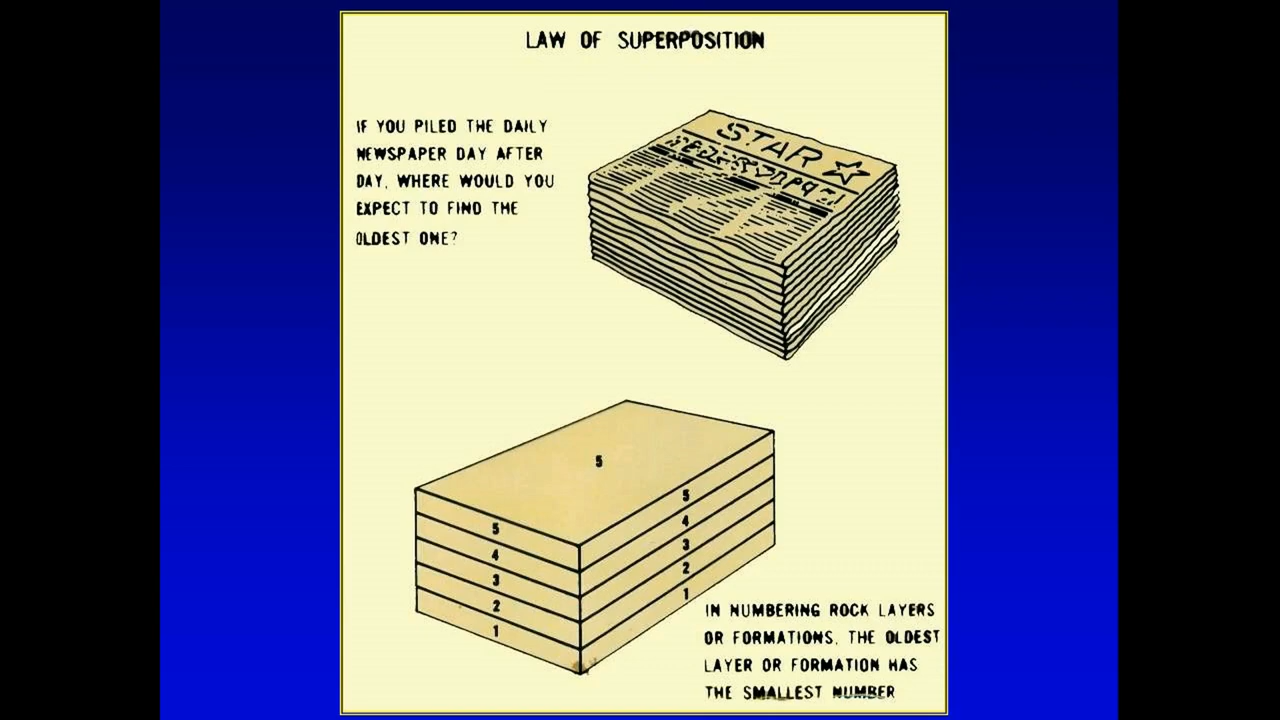 LAW OF SUPERPOSITION
IF YOU PILED THE DAILY
NEWSPAPER DAY AFTER
DAY, WHERE WOULD YOU
EXPECT TO FIND THE
OLDEST ONE?
STAR
5
5
4
3
2
1
5
4
3
2
1
IN NUMBERING ROCK LAYERS
OR FORMATIONS, THE OLDEST
LAYER OR FORMATION HAS
THE SMALLEST NUMBER